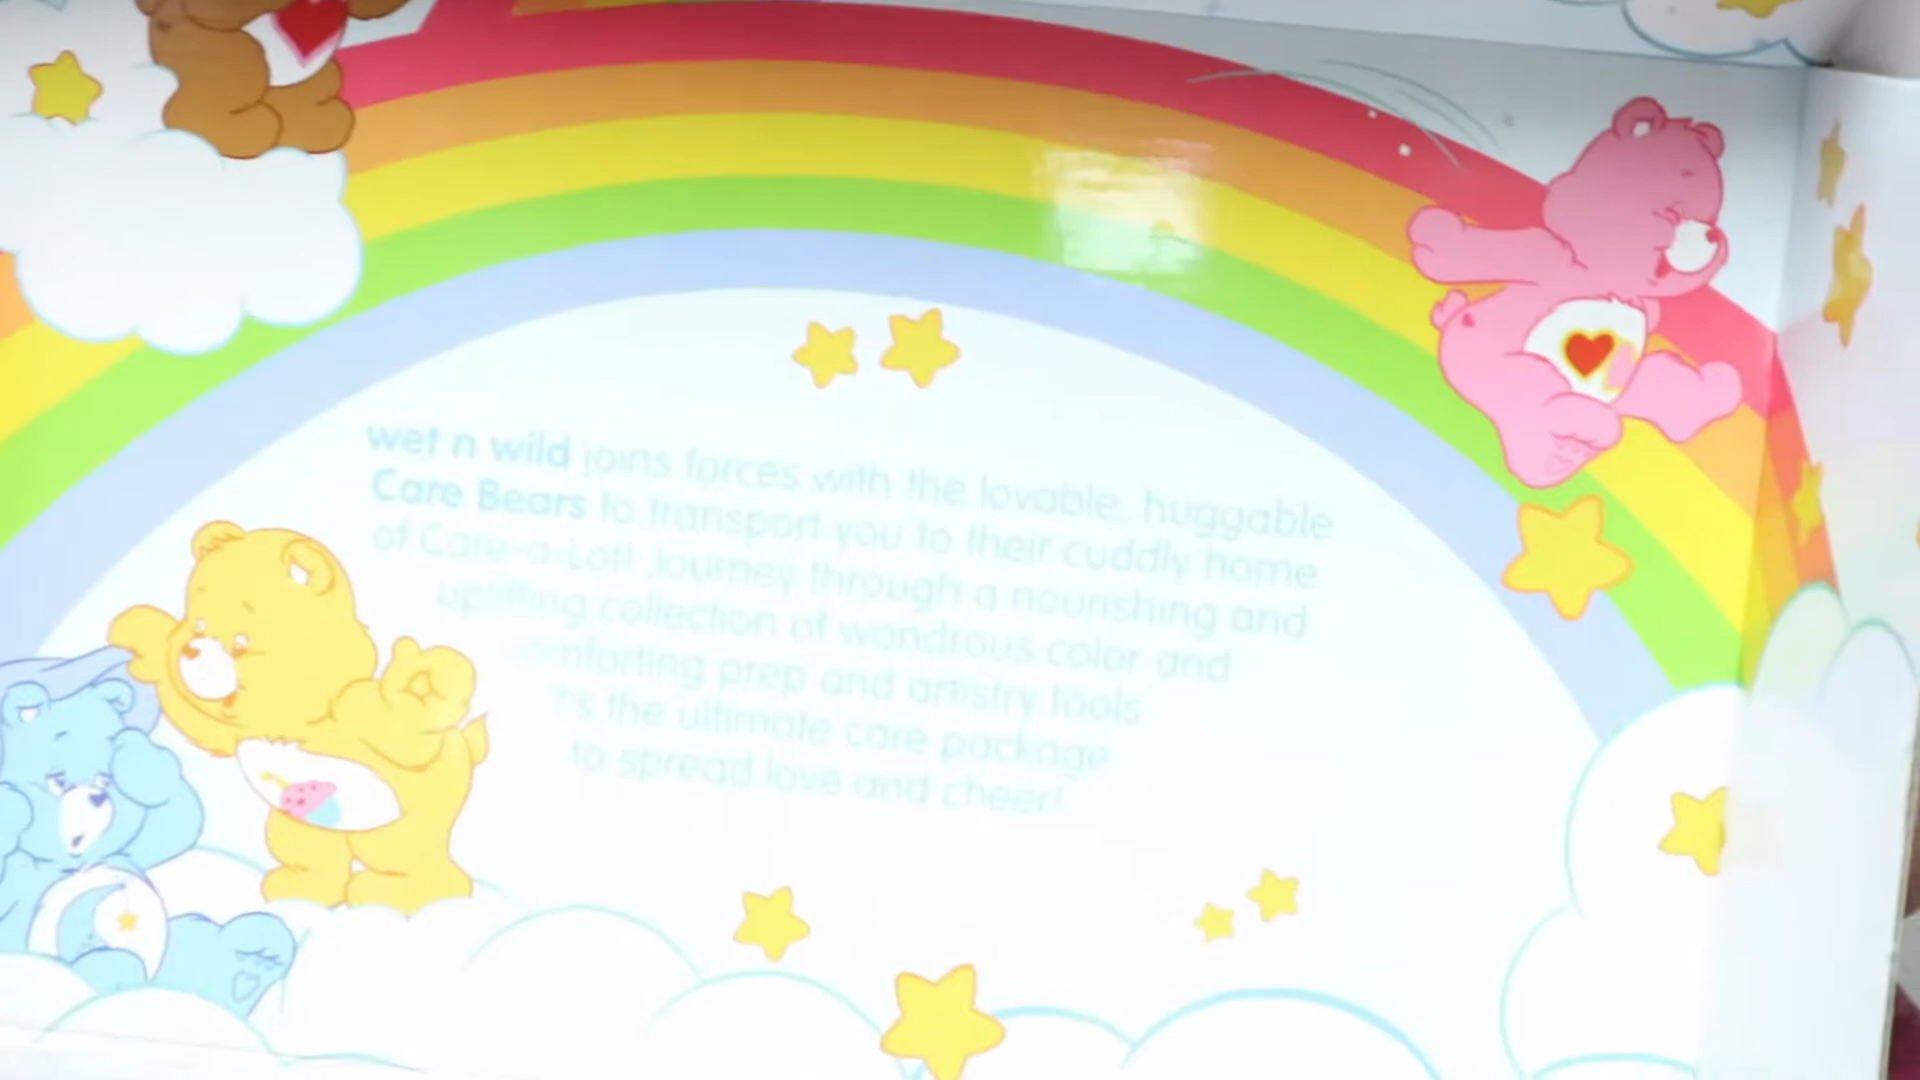 wet n wild joins forces with the lovable, huggable
Care Bears to transport you to their cuddly home
of Care-a-Lot! Journey through a nourishing and
uplifting collection of wondrous color and
comforting prep and artistry tools
It's the ultimate care package
to spread love and cheer!